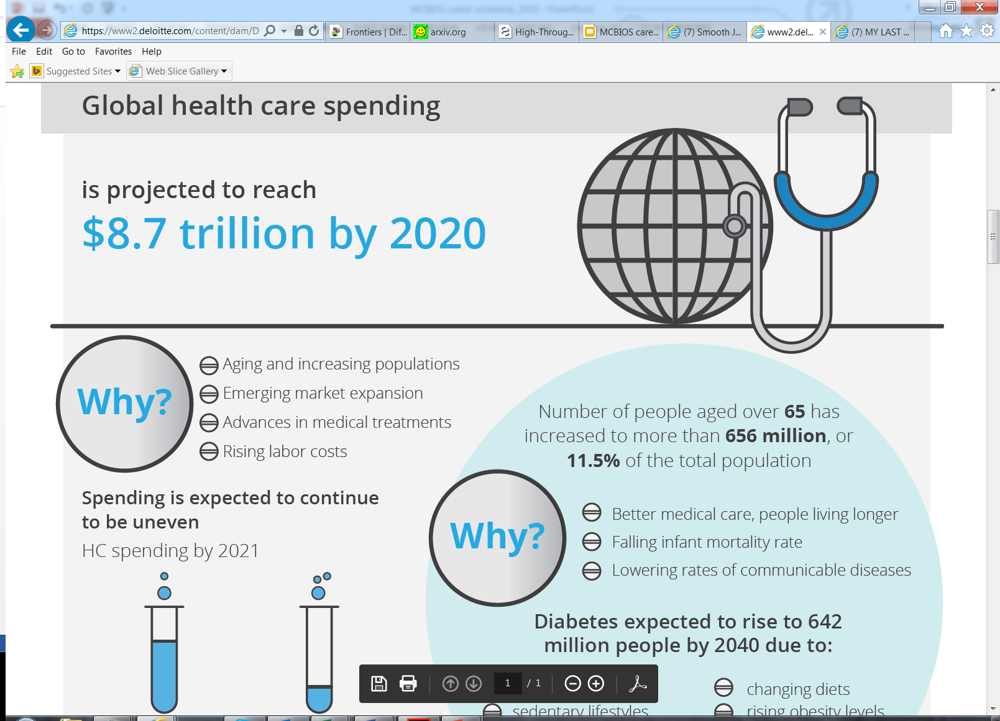 https://www2.deloitte.com/content/dam/D
Frontiers | Dif...
arxiv.org
High-Throug...
MCBIOS care...
(7) Smooth J...
www2.del...
(7) MY LAST ...
File Edit Go to Favorites Help
Suggested Sites
Web Slice Gallery
Global health care spending
is projected to reach
$8.7 trillion by 2020
Why?
Aging and increasing populations
Emerging market expansion
Advances in medical treatments
Rising labor costs
Spending is expected to continue
to be uneven
HC spending by 2021
Number of people aged over 65 has
increased to more than 656 million, or
11.5% of the total population
Why?
Better medical care, people living longer
Falling infant mortality rate
Lowering rates of communicable diseases
Diabetes expected to rise to 642
million people by 2040 due to:
changing diets
sedentary lifestyles
rising obesity levels
1 / 1